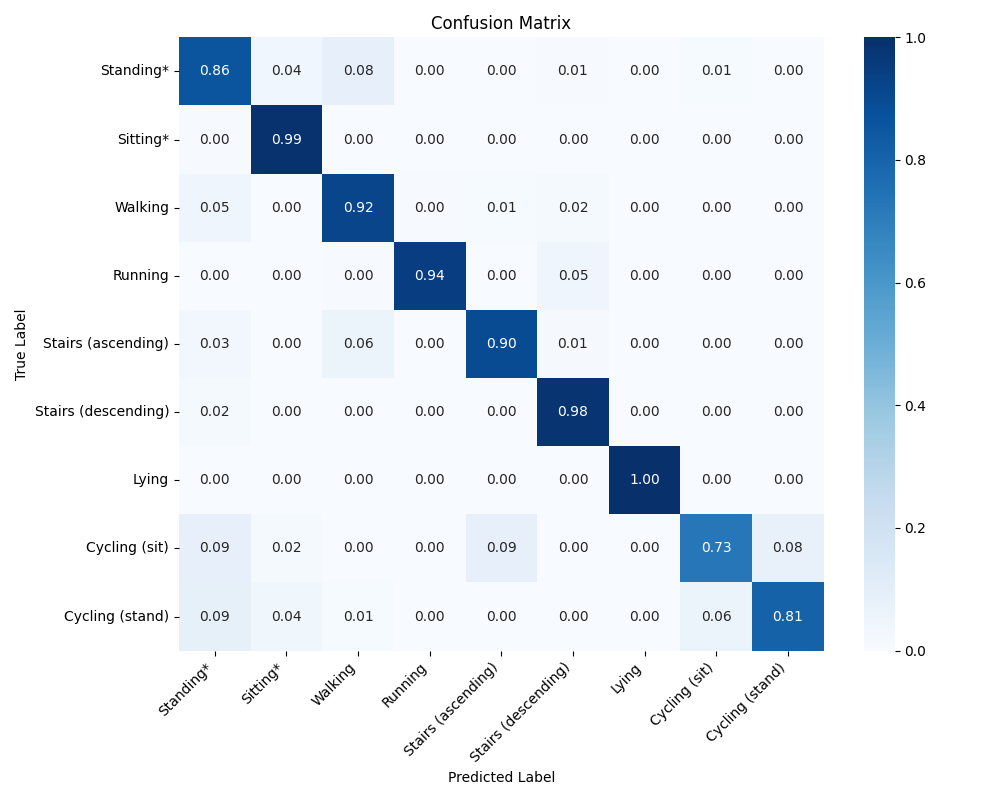 Confusion Matrix
Standing* 0.86 0.04 0.08 0.00 0.00 0.01 0.00 0.01 0.00
Sitting* 0.00 0.99 0.00 0.00 0.00 0.00 0.00 0.00 0.00
Walking 0.05 0.00 0.92 0.00 0.01 0.02 0.00 0.00 0.00
Running 0.00 0.00 0.00 0.94 0.00 0.05 0.00 0.00 0.00
Stairs (ascending) 0.03 0.00 0.06 0.00 0.90 0.01 0.00 0.00 0.00
Stairs (descending) 0.02 0.00 0.00 0.00 0.00 0.98 0.00 0.00 0.00
Lying 0.00 0.00 0.00 0.00 0.00 0.00 1.00 0.00 0.00
Cycling (sit) 0.09 0.02 0.00 0.00 0.09 0.00 0.00 0.73 0.08
Cycling (stand) 0.09 0.04 0.01 0.00 0.00 0.00 0.00 0.06 0.81
True Label
Standing*
Sitting*
Walking
Running
Stairs (ascending)
Stairs (descending)
Lying
Cycling (sit)
Cycling (stand)
Predicted Label
1.0
0.8
0.6
0.4
0.2
0.0